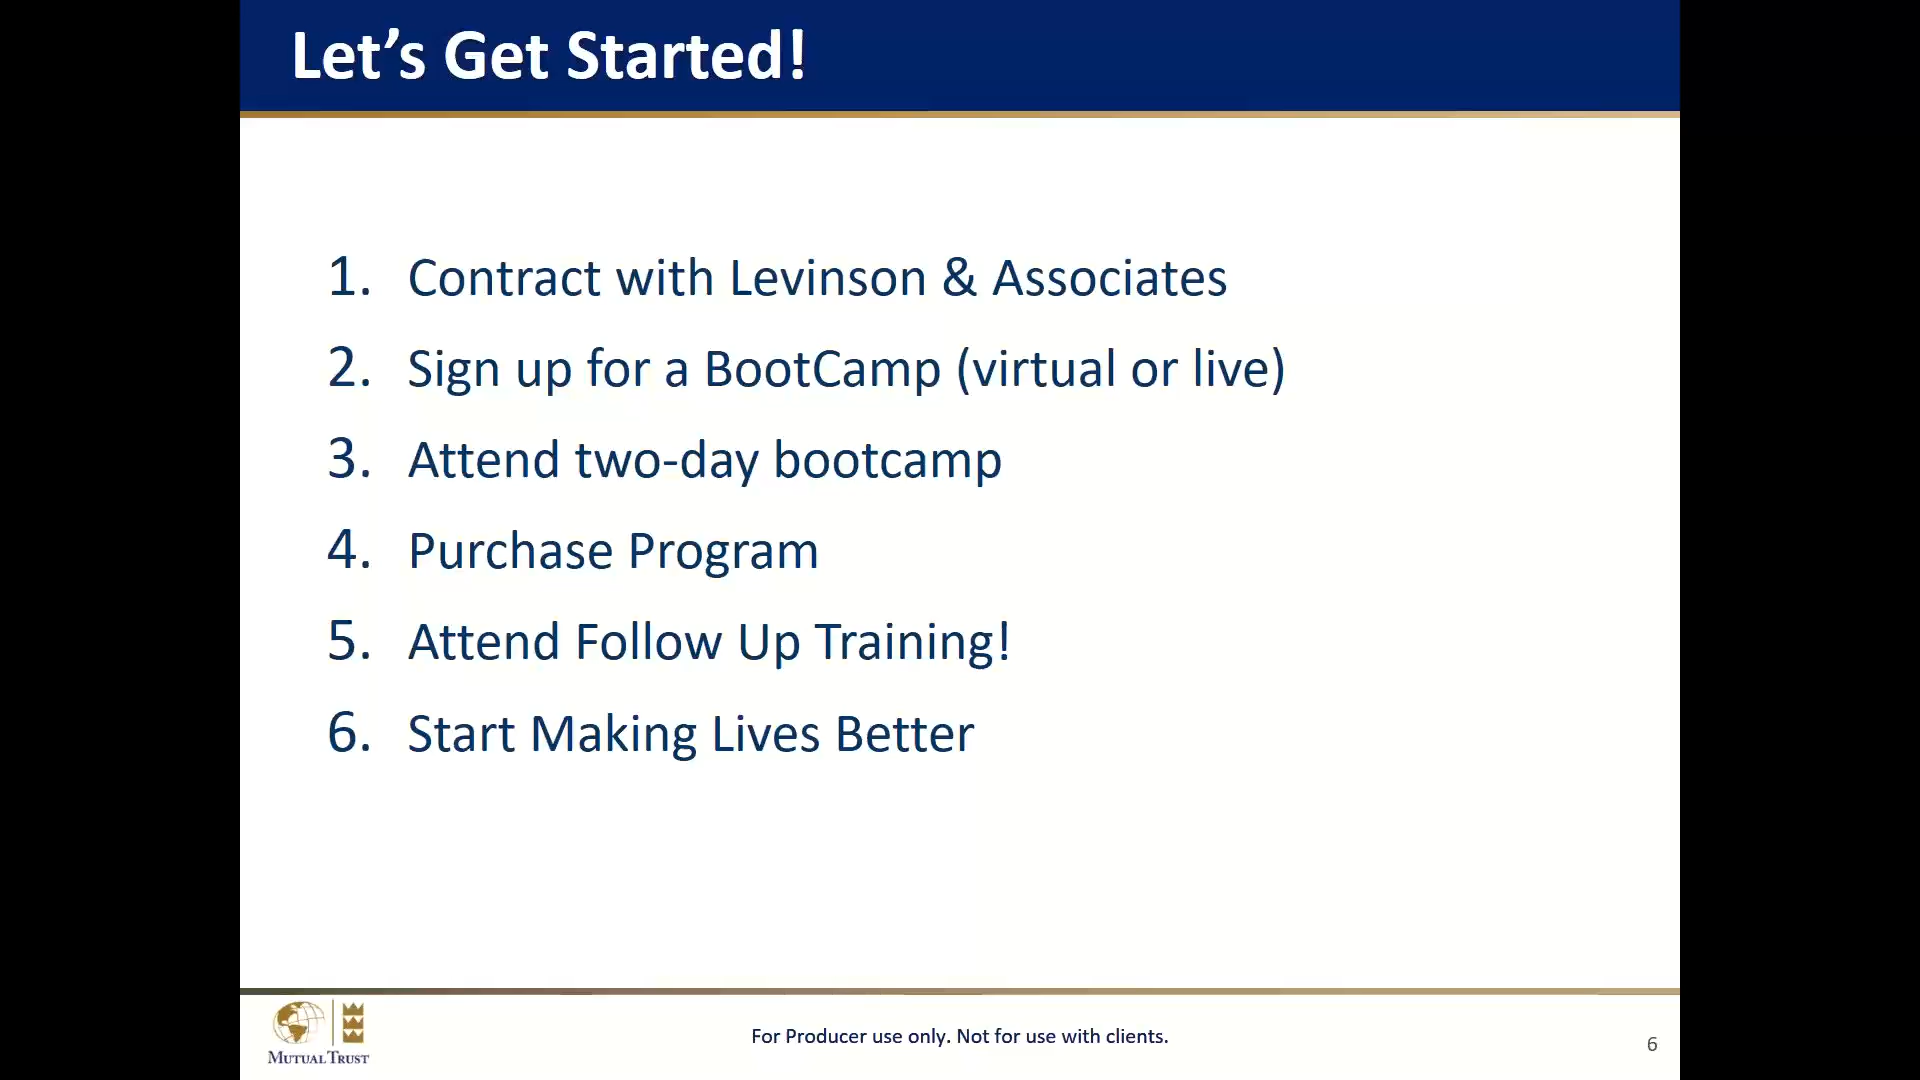 Let’s Get Started!
1. Contract with Levinson & Associates
2. Sign up for a BootCamp (virtual or live)
3. Attend two-day bootcamp
4. Purchase Program
5. Attend Follow Up Training!
6. Start Making Lives Better
MUTUAL TRUST
For Producer use only. Not for use with clients.
6